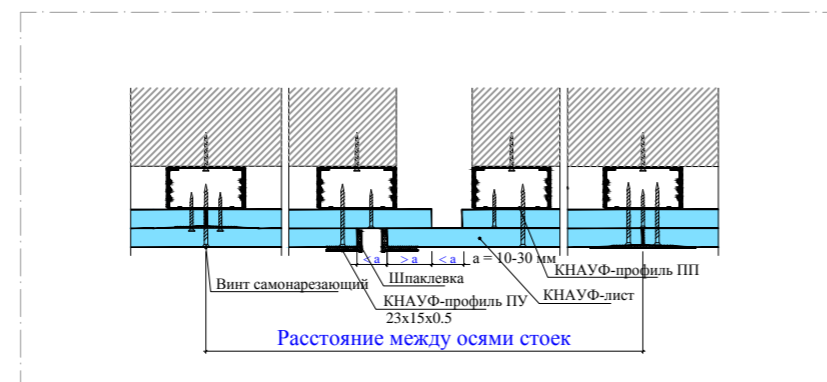 < a > a < a a = 10-30 мм
КНАУФ-профиль ПП
Шпаклевка
Винт самонарезающий
КНАУФ-лист
КНАУФ-профиль ПУ
23x15x0.5
Расстояние между осями стоек